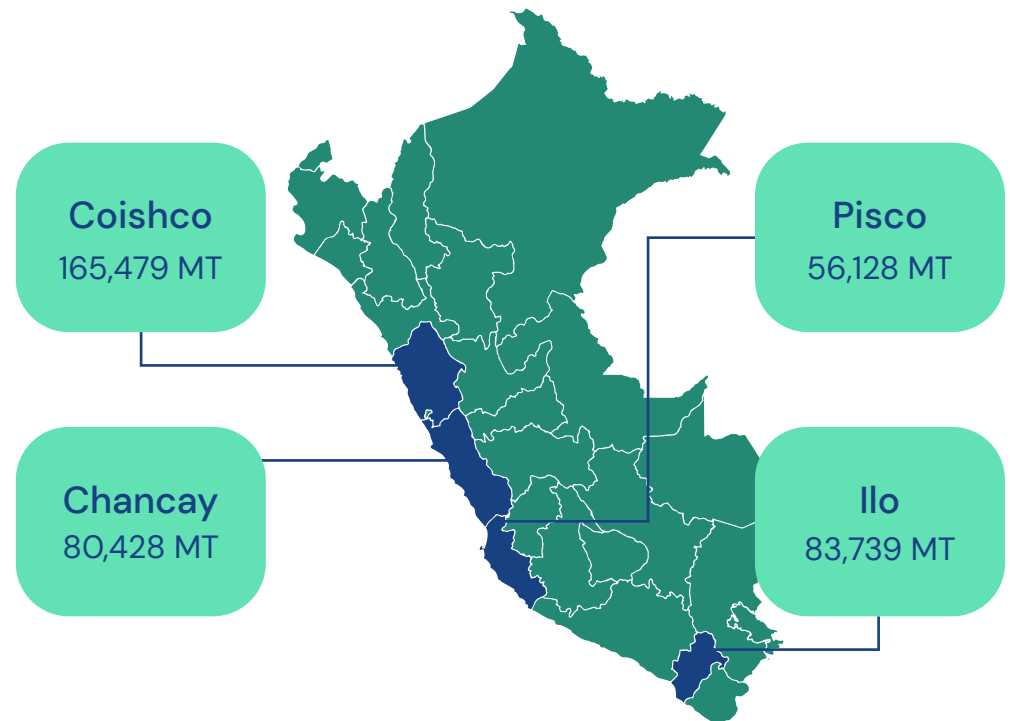 Coishco
165,479 MT
Pisco
56,128 MT
Chancay
80,428 MT
Ilo
83,739 MT